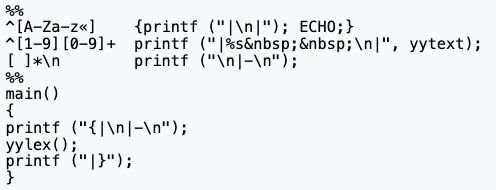 %%
^[A-Za-z«]    {printf ("|\n|"); ECHO;}
^[1-9][0-9]+  printf ("|%s&nbsp;&nbsp;\n|", yytext);
[ ]*\n        printf ("\n|-\n");
%%
main()
{
printf ("{|\n|-\n");
yylex();
printf ("|}");
}